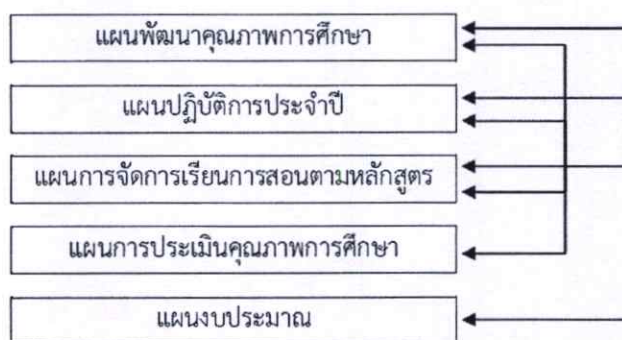 แผนพัฒนาคุณภาพการศึกษา
แผนปฏิบัติการประจำปี
แผนการจัดการเรียนการสอนตามหลักสูตร
แผนการประเมินคุณภาพการศึกษา
แผนงบประมาณ